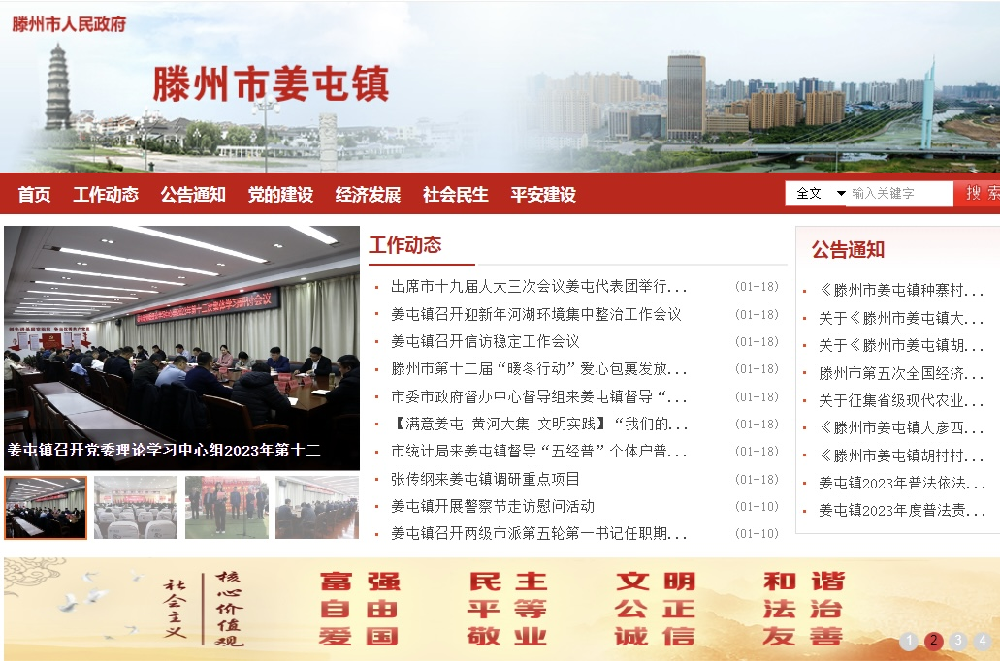 滕州市人民政府
滕州市姜屯镇
首页 工作动态 公告通知 党的建设 经济发展 社会民生 平安建设 全文 输入关键字 搜 索
姜屯镇召开党委理论学习中心组2023年第十二
工作动态
出席市十九届人大三次会议姜屯代表团举行... (01-18)
姜屯镇召开迎新年河湖环境集中整治工作会议 (01-18)
姜屯镇召开信访稳定工作会议 (01-18)
滕州市第十二届“暖冬行动”爱心包裹发放... (01-18)
市委市政府督办中心督导组来姜屯镇督导“... (01-18)
【满意姜屯 黄河大集 文明实践】“我们的... (01-18)
市统计局来姜屯镇督导“五经普”个体户普... (01-18)
张传纲来姜屯镇调研重点项目 (01-18)
姜屯镇开展警察节走访慰问活动 (01-10)
姜屯镇召开两级市派第五轮第一书记任职期... (01-10)
公告通知
《滕州市姜屯镇种寨村...
关于《滕州市姜屯镇大...
关于《滕州市姜屯镇胡...
滕州市第五次全国经济...
关于征集省级现代农业...
《滕州市姜屯镇大彦西...
《滕州市姜屯镇胡村村...
姜屯镇2023年普法依法...
姜屯镇2023年度普法责...
社会主义
核心价值观
富强 民主 文明 和谐
自由 平等 公正 法治
爱国 敬业 诚信 友善
1 2 3 4